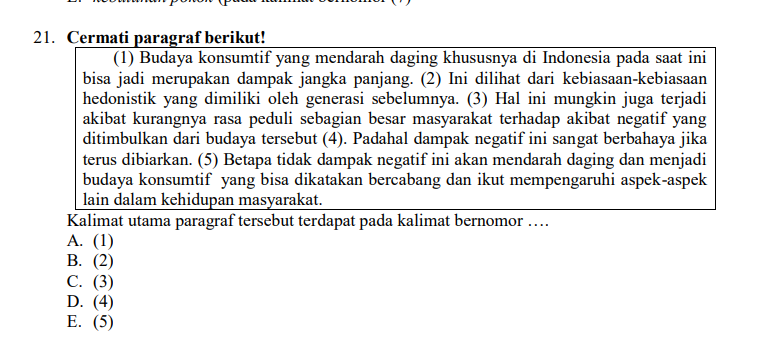 21. Cermati paragraf berikut!
(1) Budaya konsumtif yang mendarah daging khususnya di Indonesia pada saat ini
bisa jadi merupakan dampak jangka panjang. (2) Ini dilihat dari kebiasaan-kebiasaan
hedonistik yang dimiliki oleh generasi sebelumnya. (3) Hal ini mungkin juga terjadi
akibat kurangnya rasa peduli sebagian besar masyarakat terhadap akibat negatif yang
ditimbulkan dari budaya tersebut (4). Padahal dampak negatif ini sangat berbahaya jika
terus dibiarkan. (5) Betapa tidak dampak negatif ini akan mendarah daging dan menjadi
budaya konsumtif yang bisa dikatakan bercabang dan ikut mempengaruhi aspek-aspek
lain dalam kehidupan masyarakat.
Kalimat utama paragraf tersebut terdapat pada kalimat bernomor ….
A. (1)
B. (2)
C. (3)
D. (4)
E. (5)